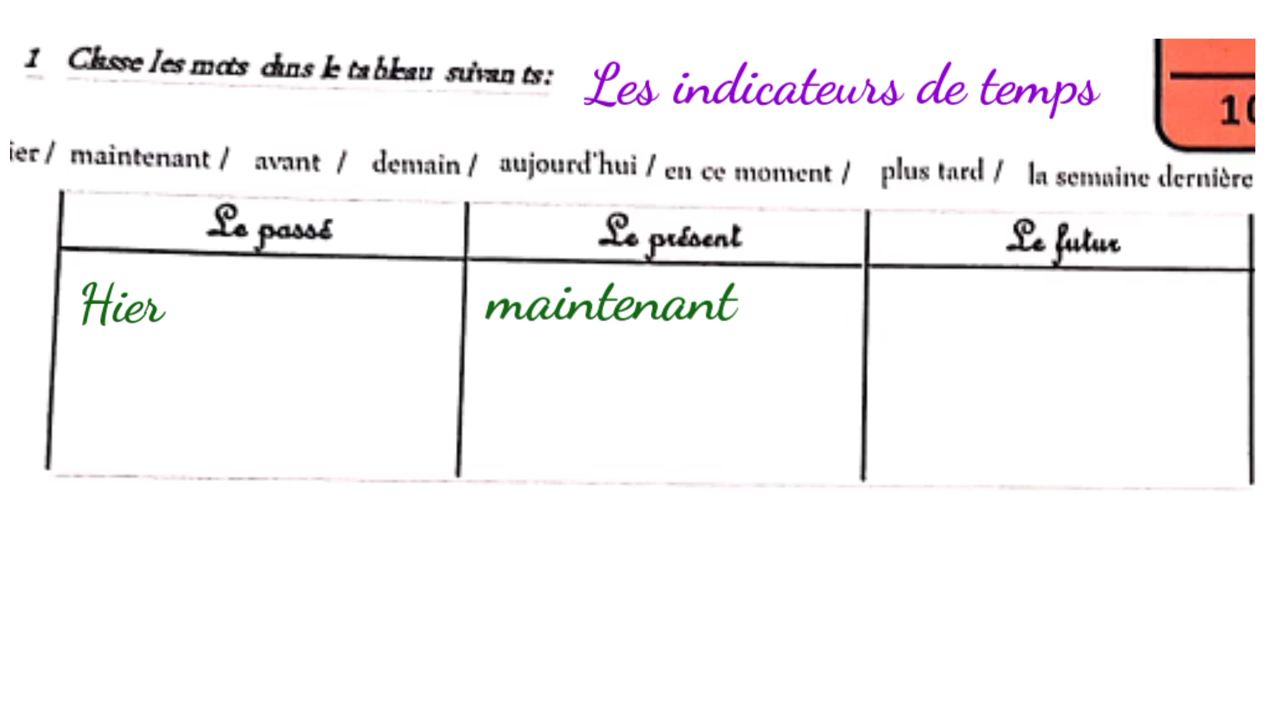 1 Classe les mots dans le tableau suivants:
Les indicateurs de temps
10
ier / maintenant / avant / demain / aujourd'hui / en ce moment / plus tard / la semaine dernière
Le passé Le présent Le futur
Hier maintenant